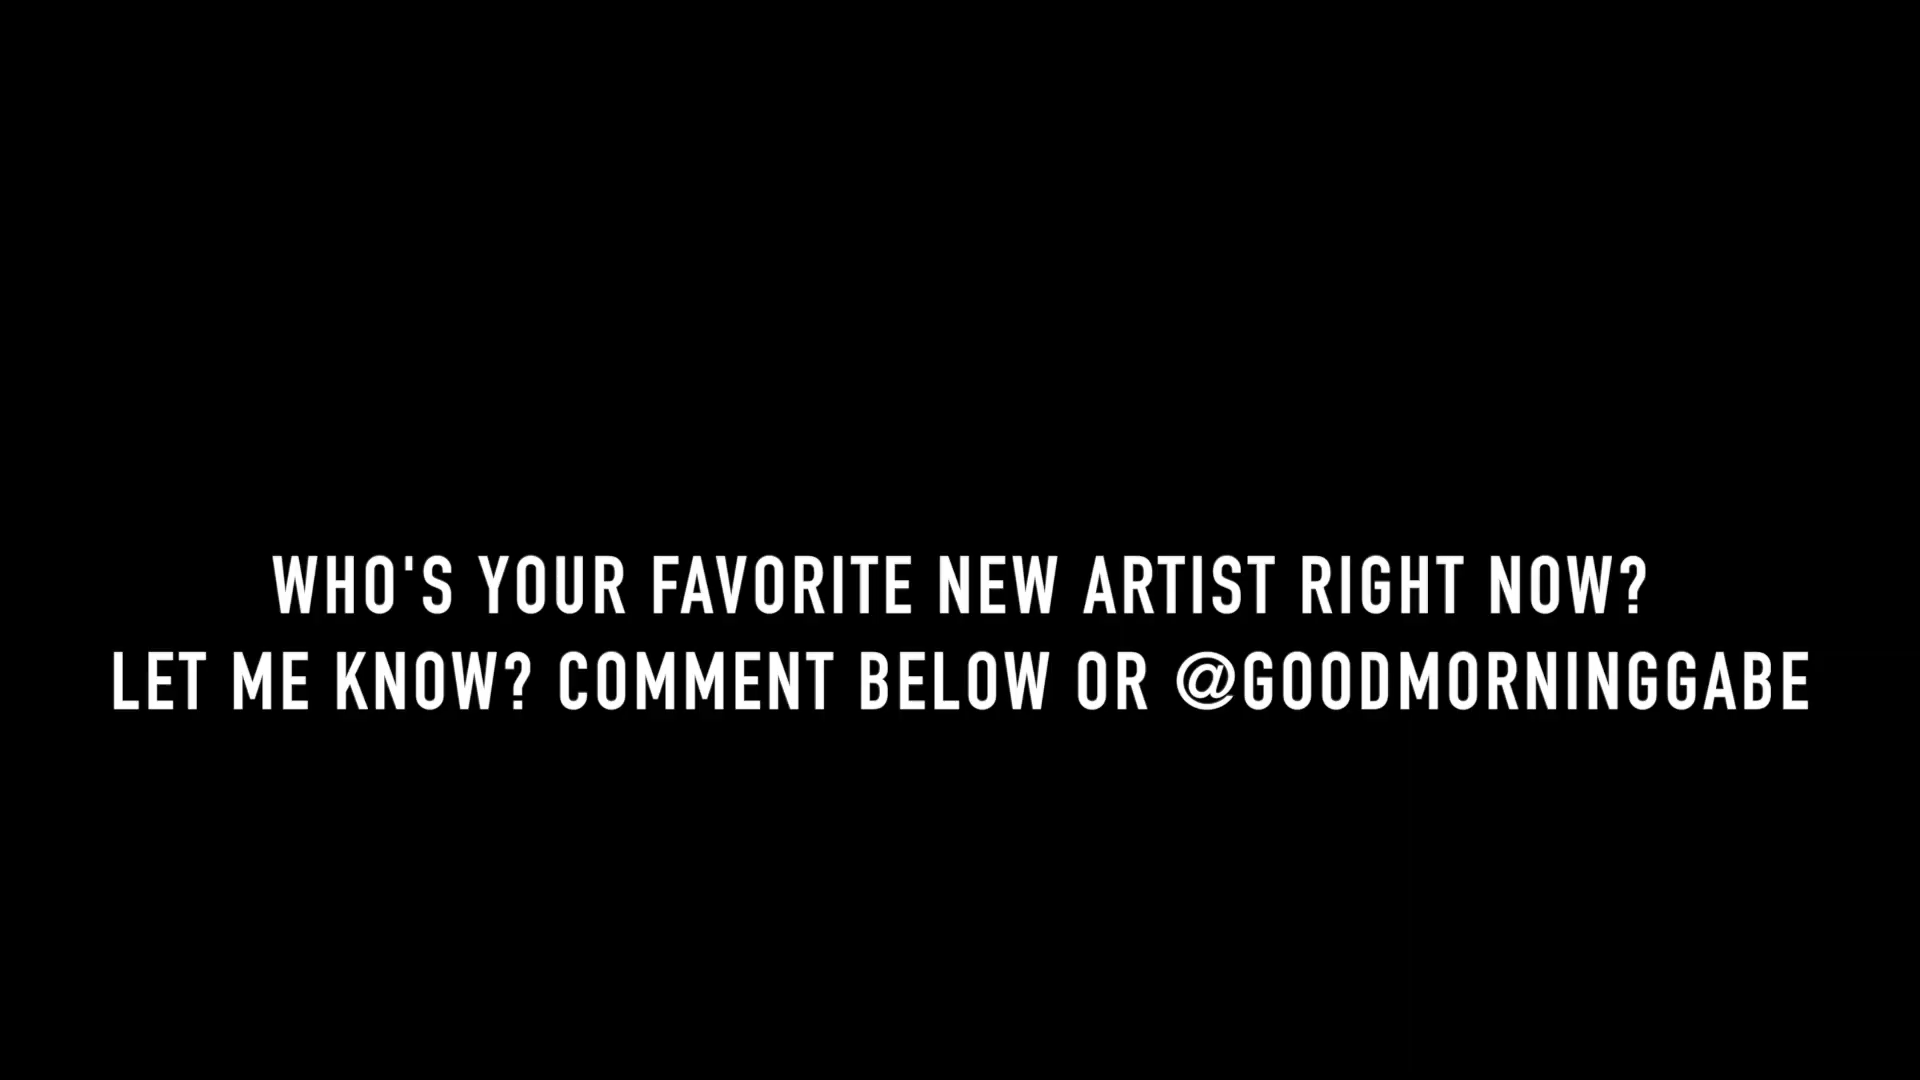 WHO'S YOUR FAVORITE NEW ARTIST RIGHT NOW?
LET ME KNOW? COMMENT BELOW OR @GOODMORNINGGABE